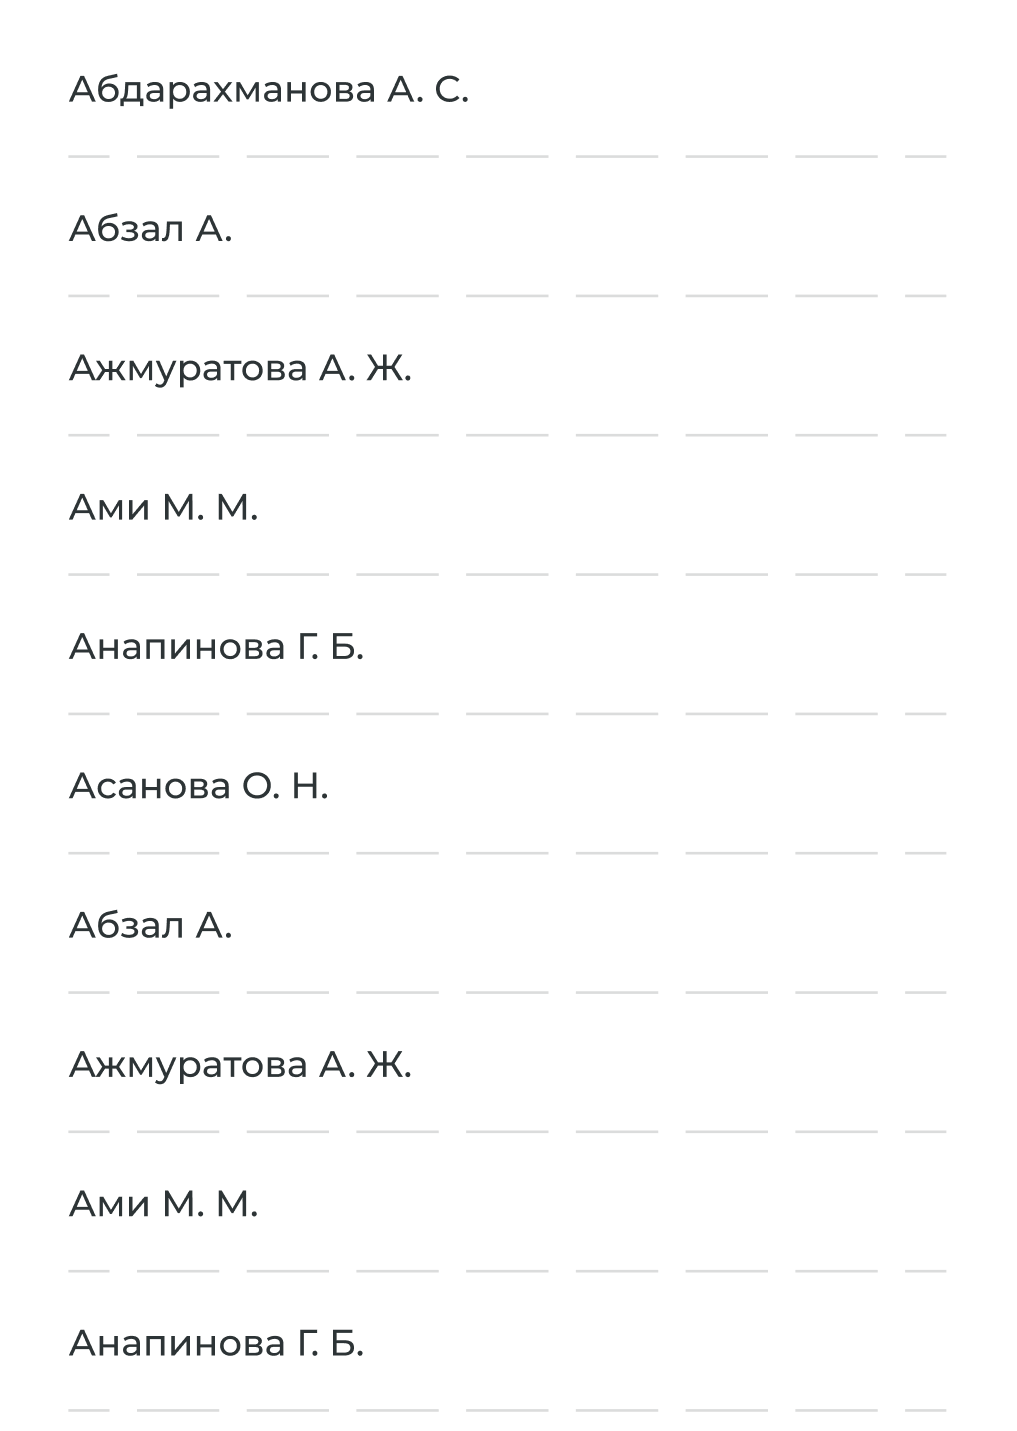 Абдарахманова А. С.
Абзал А.
Ажмуратова А. Ж.
Ами М. М.
Анапинова Г. Б.
Асанова О. Н.
Абзал А.
Ажмуратова А. Ж.
Ами М. М.
Анапинова Г. Б.